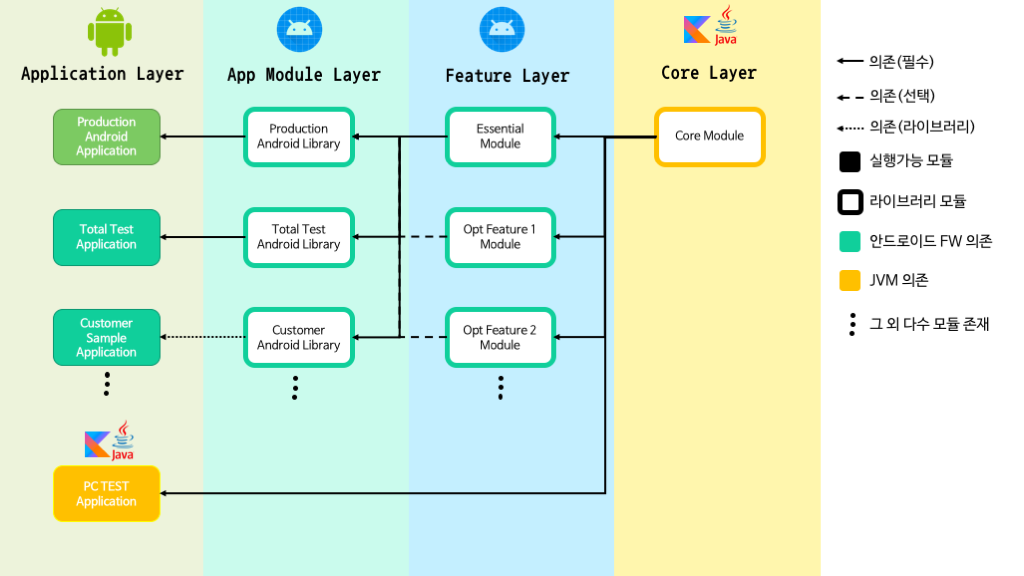 Application Layer
App Module Layer
Feature Layer
Java
Core Layer
Production
Android
Application
Production
Android Library
Essential
Module
Core Module
Total Test
Application
Total Test
Android Library
Opt Feature 1
Module
Customer
Sample
Application
Customer
Android Library
Opt Feature 2
Module
Java
PC TEST
Application
의존(필수)
의존(선택)
의존(라이브러리)
실행가능 모듈
라이브러리 모듈
안드로이드 FW 의존
JVM 의존
그 외 다수 모듈 존재